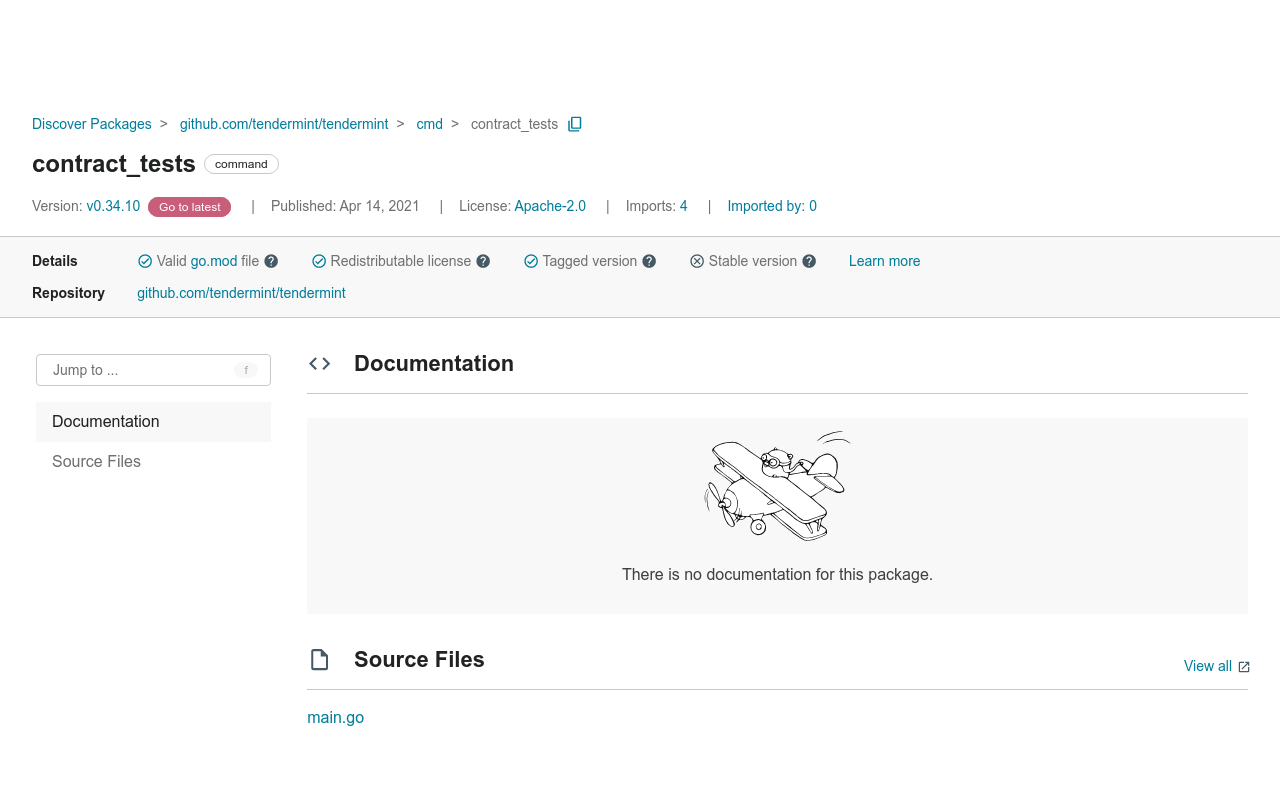 Discover Packages > github.com/tendermint/tendermint > cmd > contract_tests
contract_tests command
Version: v0.34.10 Go to latest | Published: Apr 14, 2021 | License: Apache-2.0 | Imports: 4 | Imported by: 0
Details Valid go.mod file ? Redistributable license ? Tagged version ? Stable version ? Learn more
Repository github.com/tendermint/tendermint
Jump to ... f
Documentation
Source Files
Documentation
There is no documentation for this package.
Source Files
View all
main.go